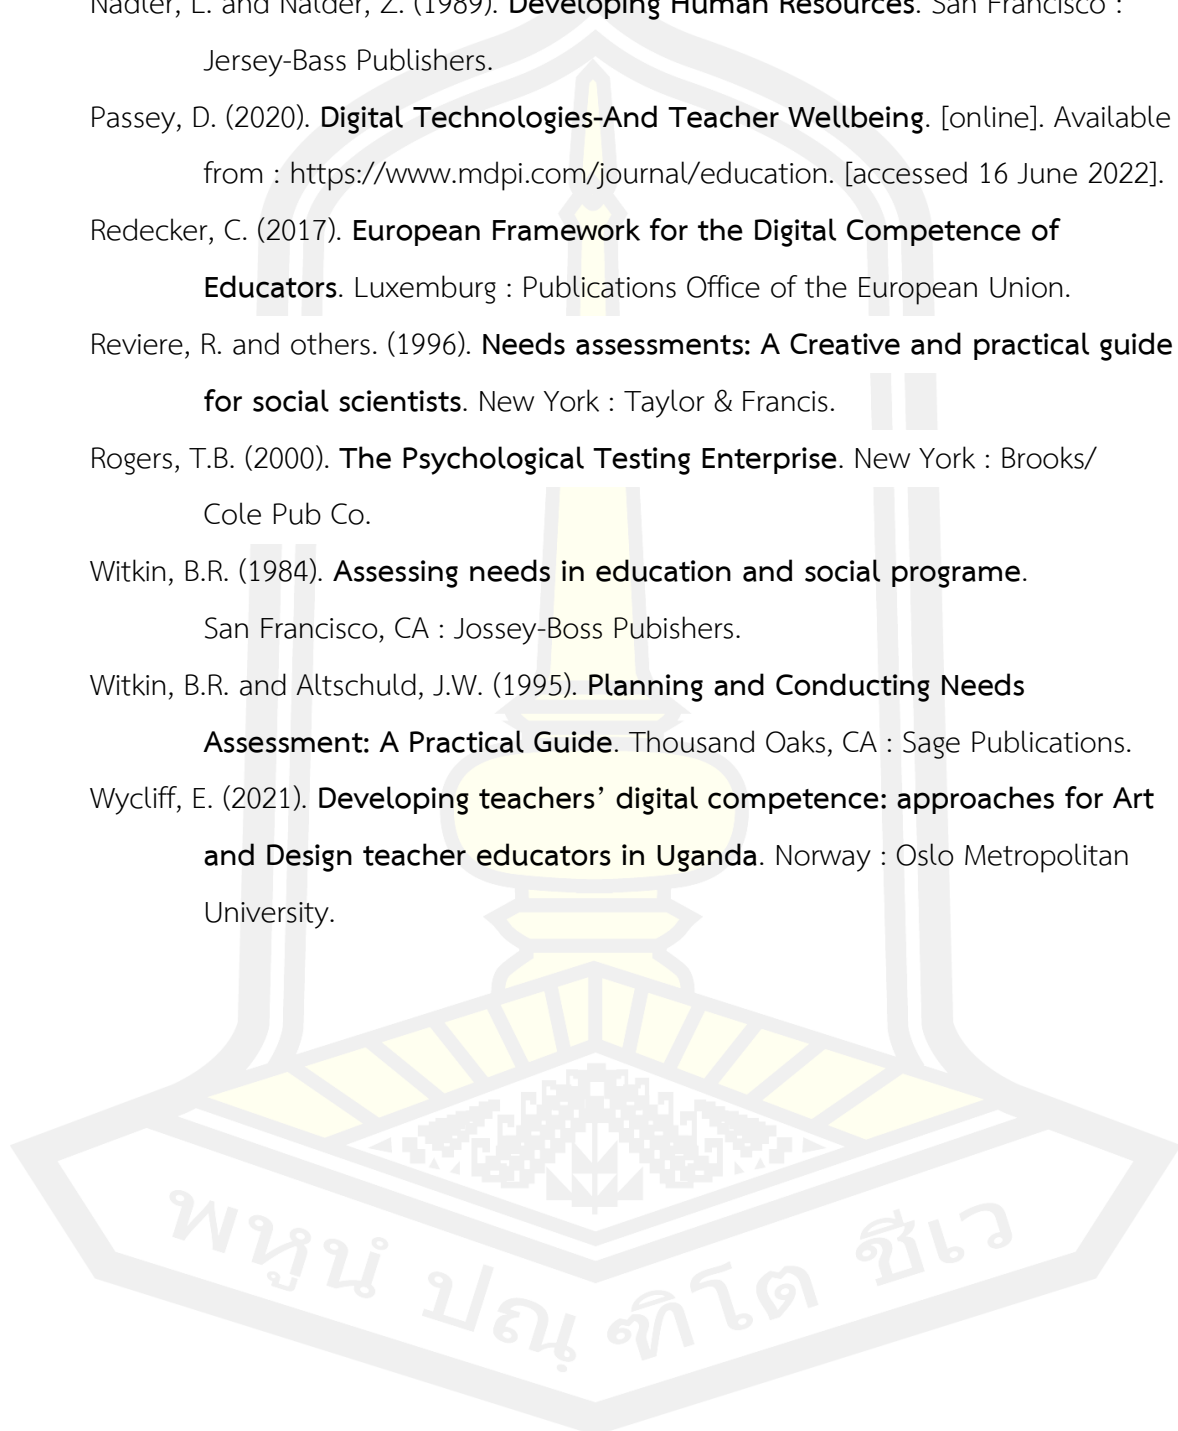 Nadler, L. and Nalder, Z. (1989). Developing Human Resources. San Francisco :
Jersey-Bass Publishers.
Passey, D. (2020). Digital Technologies-And Teacher Wellbeing. [online]. Available
from : https://www.mdpi.com/journal/education. [accessed 16 June 2022].
Redecker, C. (2017). European Framework for the Digital Competence of
Educators. Luxemburg : Publications Office of the European Union.
Reviere, R. and others. (1996). Needs assessments: A Creative and practical guide
for social scientists. New York : Taylor & Francis.
Rogers, T.B. (2000). The Psychological Testing Enterprise. New York : Brooks/
Cole Pub Co.
Witkin, B.R. (1984). Assessing needs in education and social programe.
San Francisco, CA : Jossey-Boss Pubishers.
Witkin, B.R. and Altschuld, J.W. (1995). Planning and Conducting Needs
Assessment: A Practical Guide. Thousand Oaks, CA : Sage Publications.
Wycliff, E. (2021). Developing teachers’ digital competence: approaches for Art
and Design teacher educators in Uganda. Norway : Oslo Metropolitan
University.
พหูนํ ปณฺ ฑิโต ชีเว